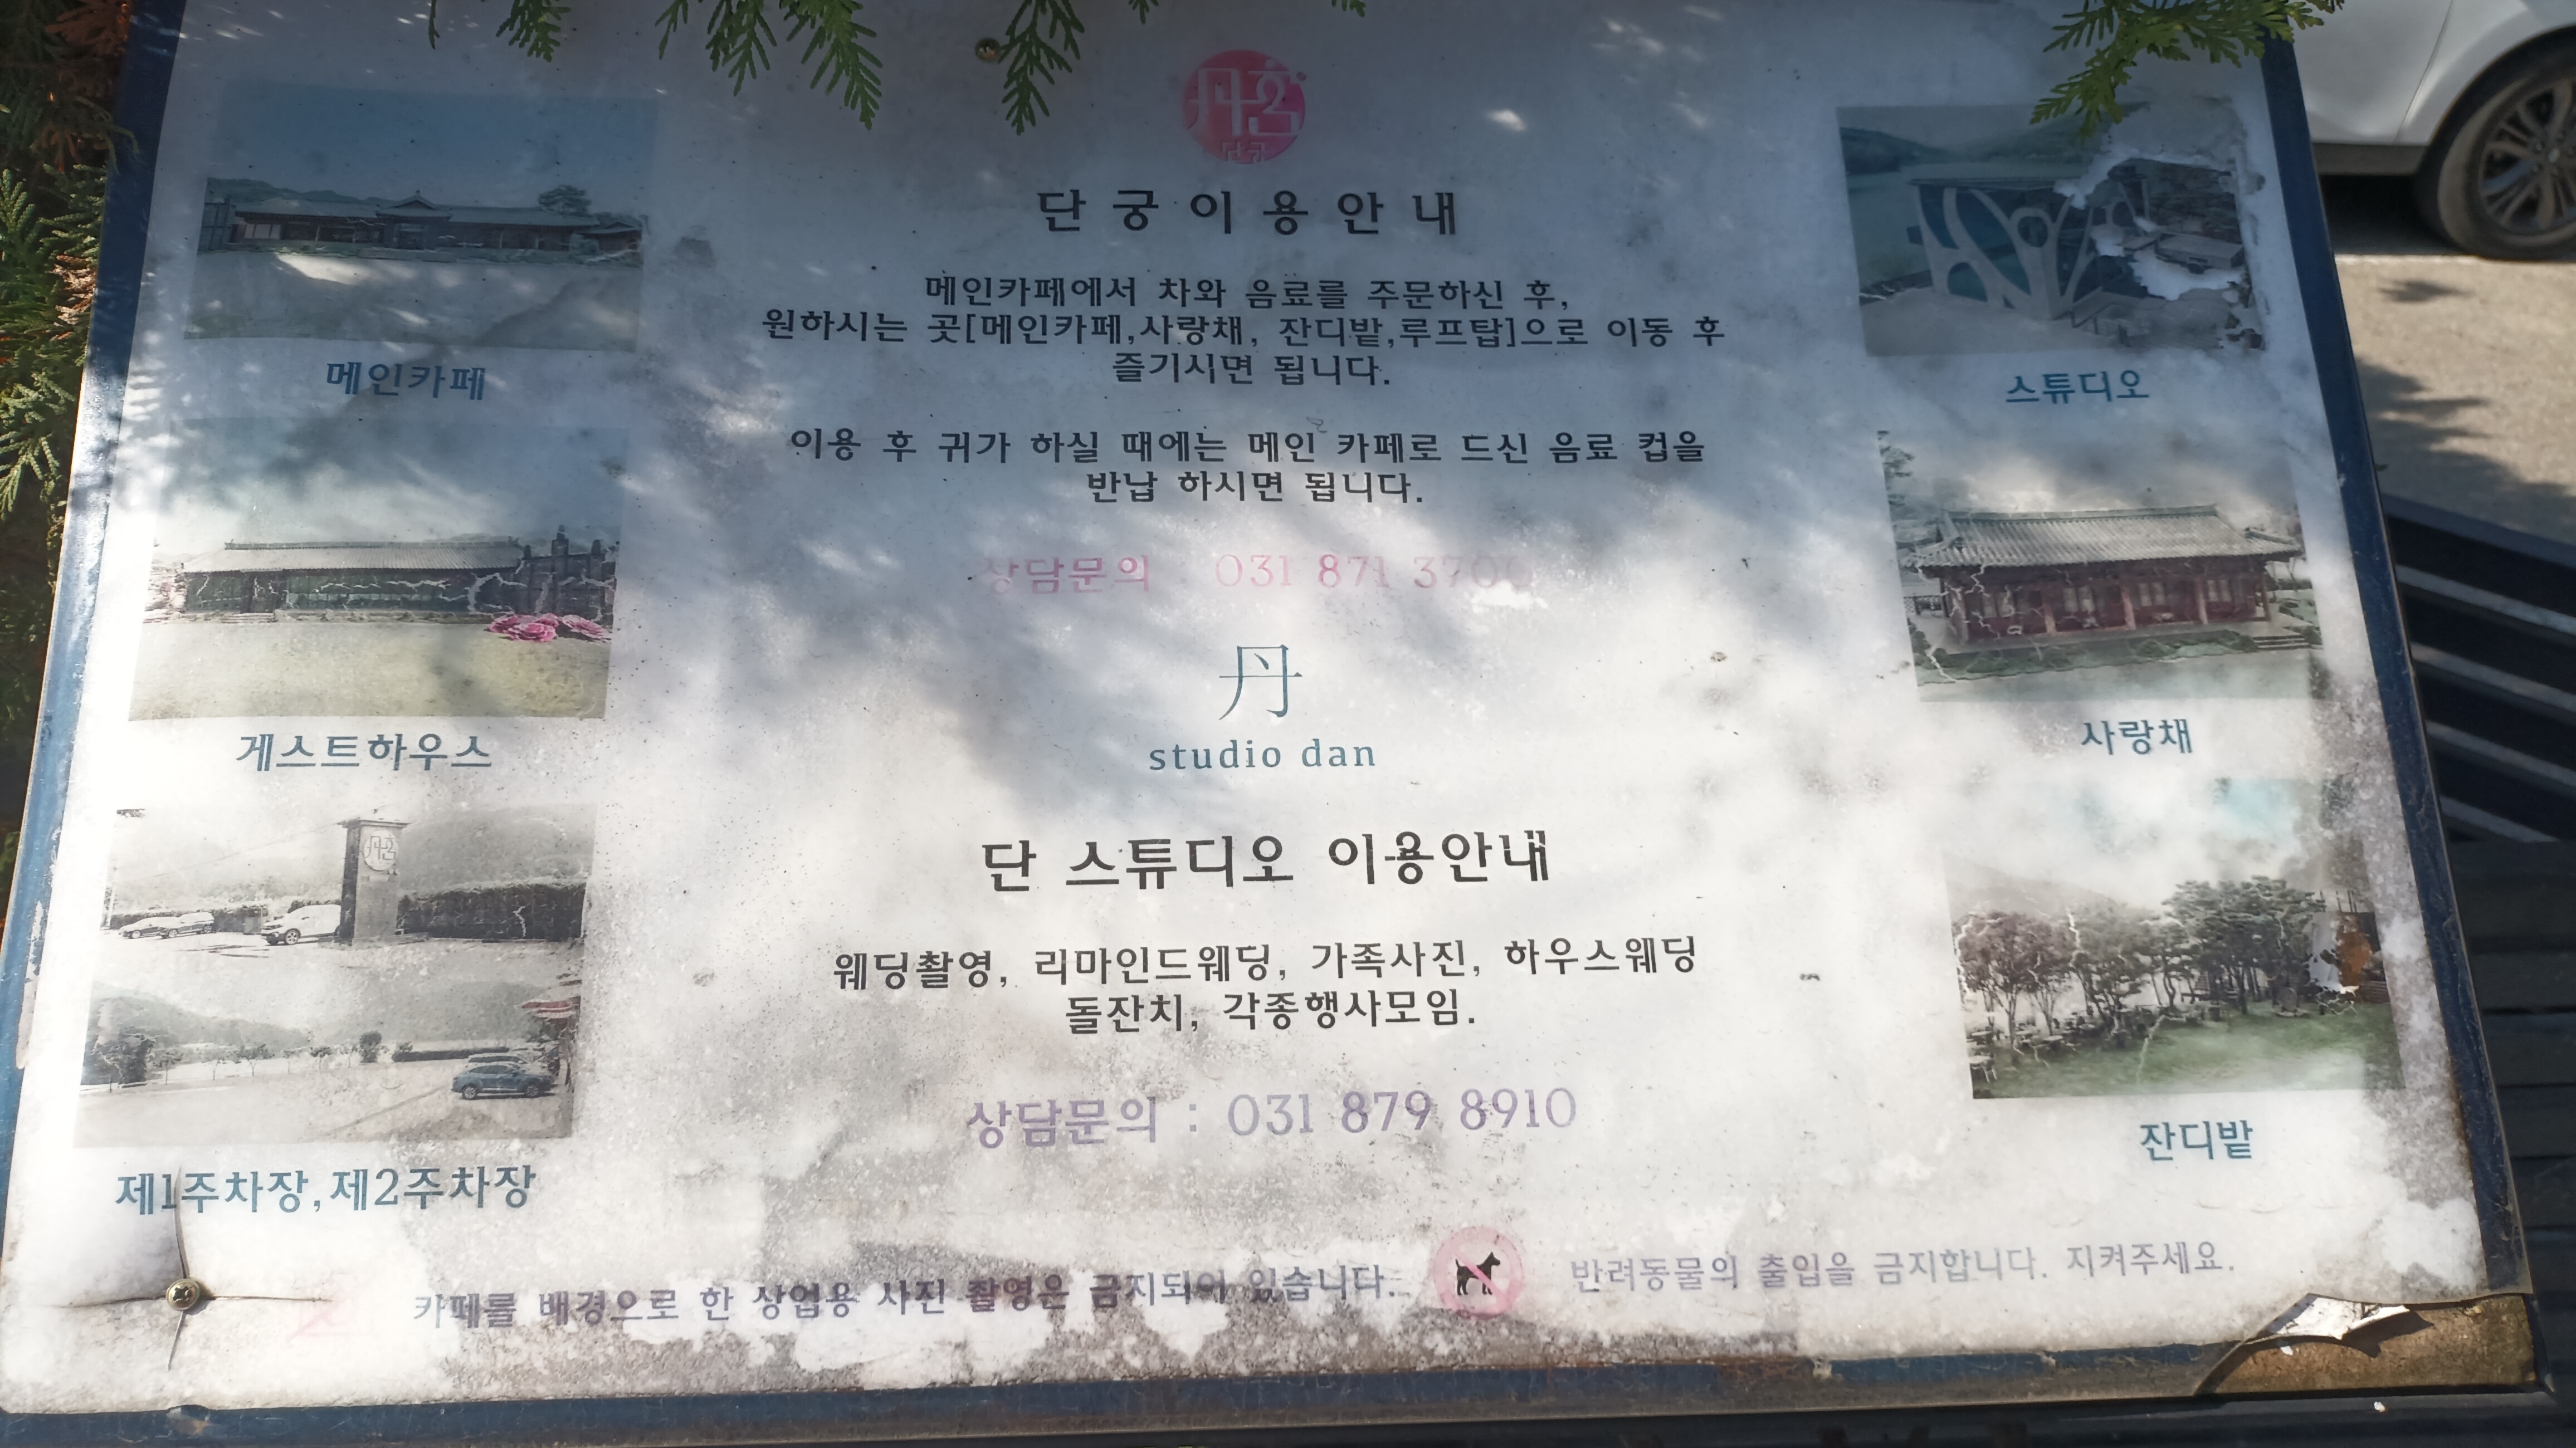 단궁
단궁이용안내
메인카페에서 차와 음료를 주문하신 후,
원하시는 곳[메인카페,사랑채, 잔디밭,루프탑]으로 이동 후
즐기시면 됩니다.
이용 후 귀가 하실 때에는 메인 카페로 드신 음료 컵을
반납 하시면 됩니다.
상담문의 : 031 871 3700
丹
studio dan
단 스튜디오 이용안내
웨딩촬영, 리마인드웨딩, 가족사진, 하우스웨딩
돌잔치, 각종행사모임.
상담문의 : 031 879 8910
메인카페
게스트하우스
제1주차장,제2주차장
스튜디오
사랑채
잔디밭
카페를 배경으로 한 상업용 사진 촬영은 금지되어 있습니다.
반려동물의 출입을 금지합니다. 지켜주세요.